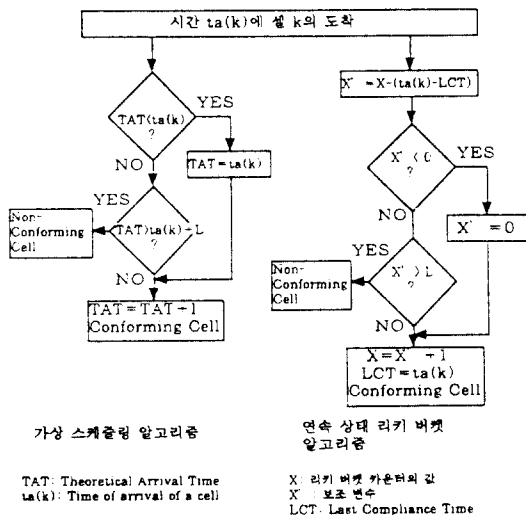 시간 ta(k)에 셀 k의 도착
TAT<ta(k)
?
YES
NO
TAT=ta(k)
YES
Non-
Conforming
Cell
TAT>ta(k)+L
?
NO
TAT=TAT+1
Conforming Cell
가상 스케줄링 알고리즘
TAT: Theoretical Arrival Time
ta(k): Time of arrival of a cell
X' =X-(ta(k)-LCT)
X' < 0
?
YES
NO
X' =0
YES
Non-
Conforming
Cell
X' > L
?
NO
X=X' +1
LCT=ta(k)
Conforming Cell
연속 상태 리키 버켓
알고리즘
X: 리키 버켓 카운터의 값
X' : 보조 변수
LCT: Last Compliance Time